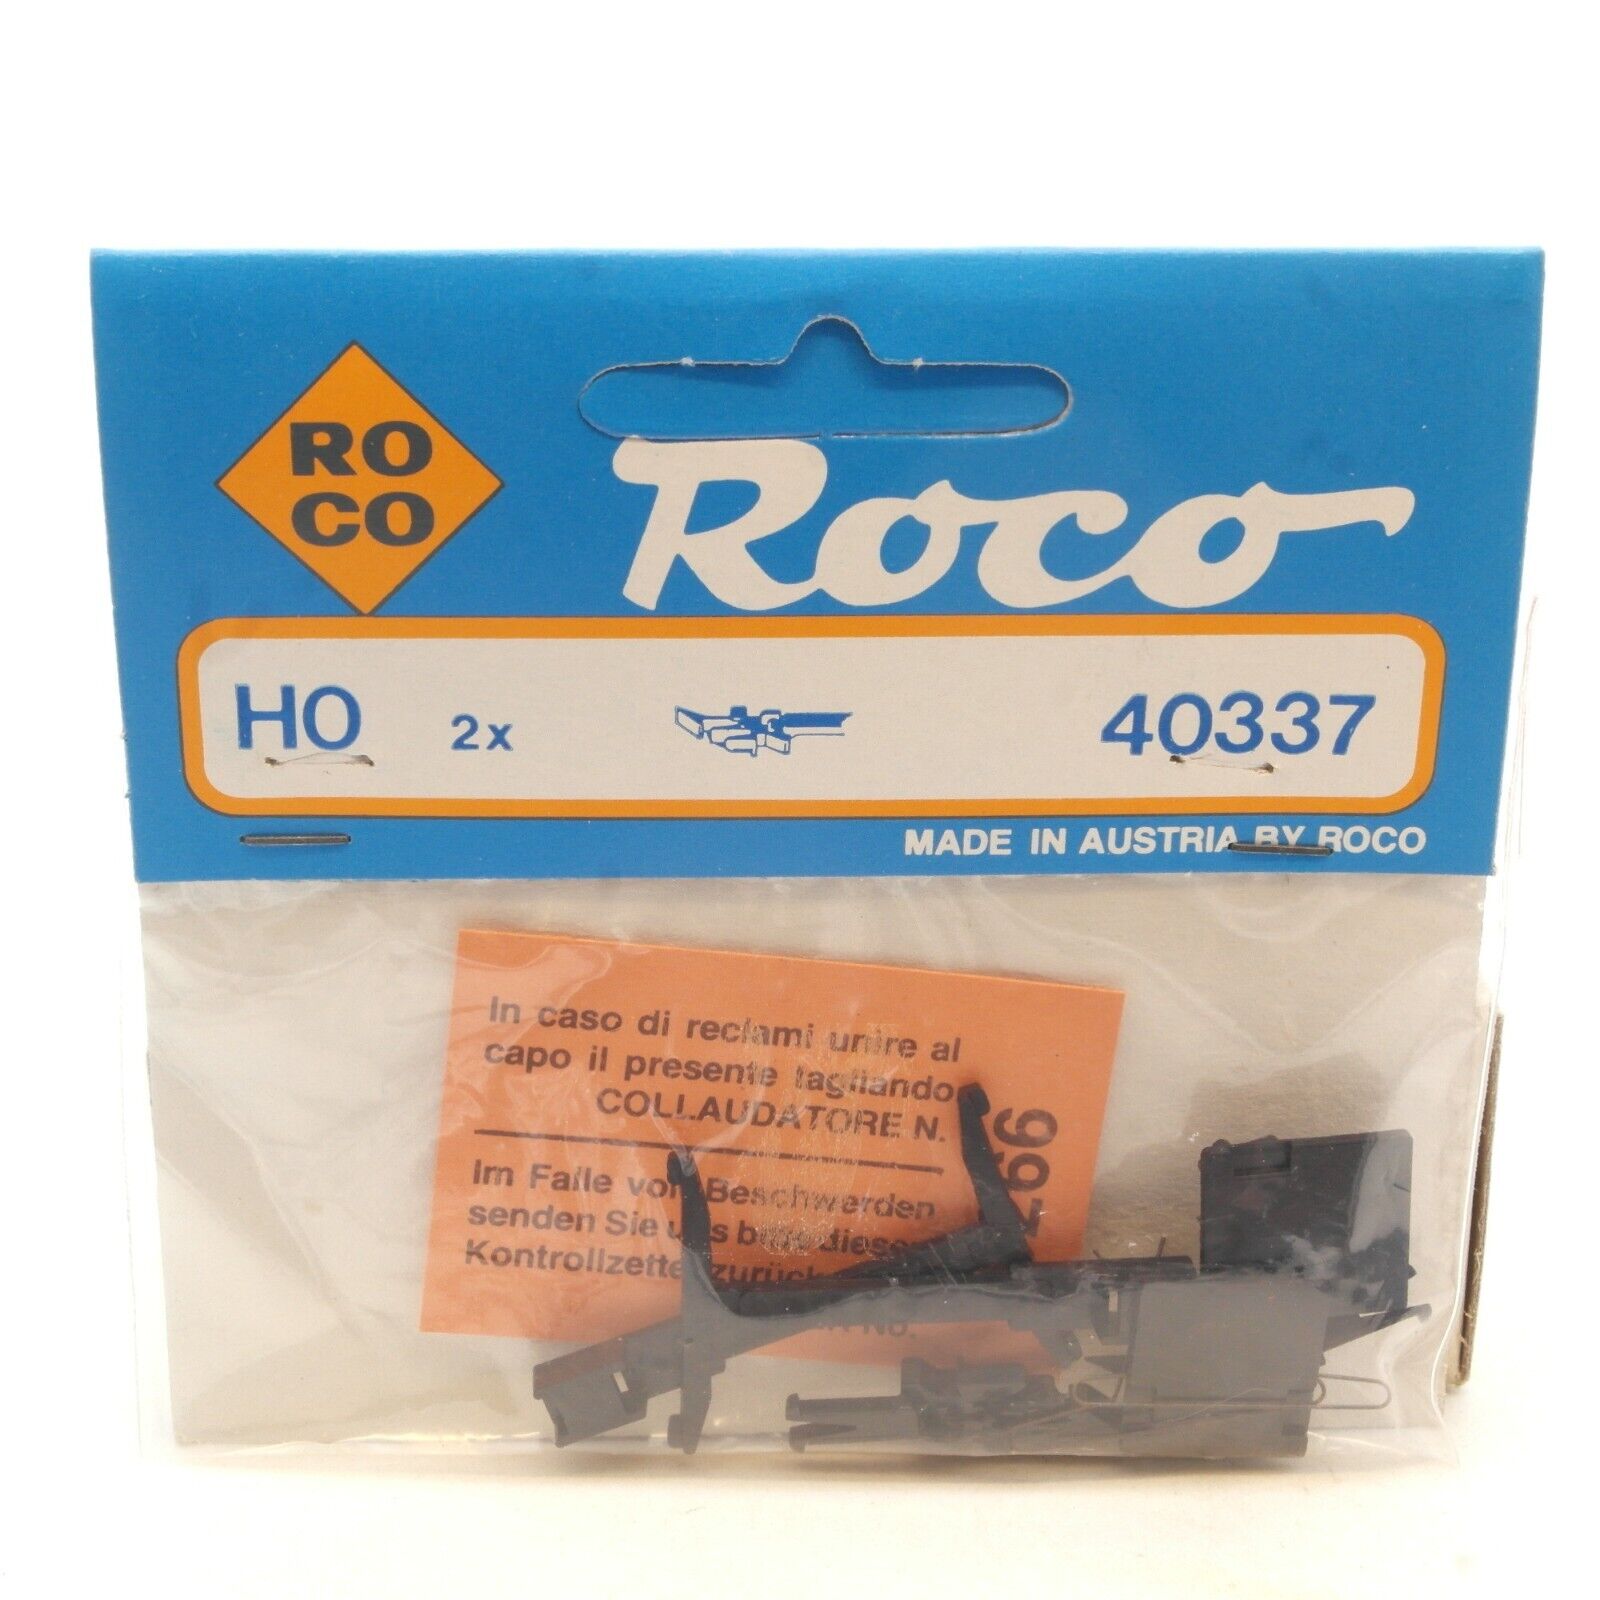 RO
CO
Roco
HO 2x 40337
MADE IN AUSTRIA BY ROCO
In caso di reclami unire al
capo il presente tagliando
COLLAUDATORE N.
Im Falle von Beschwerden
senden Sie uns bitte diesen
Kontrollzettel zurück
No.